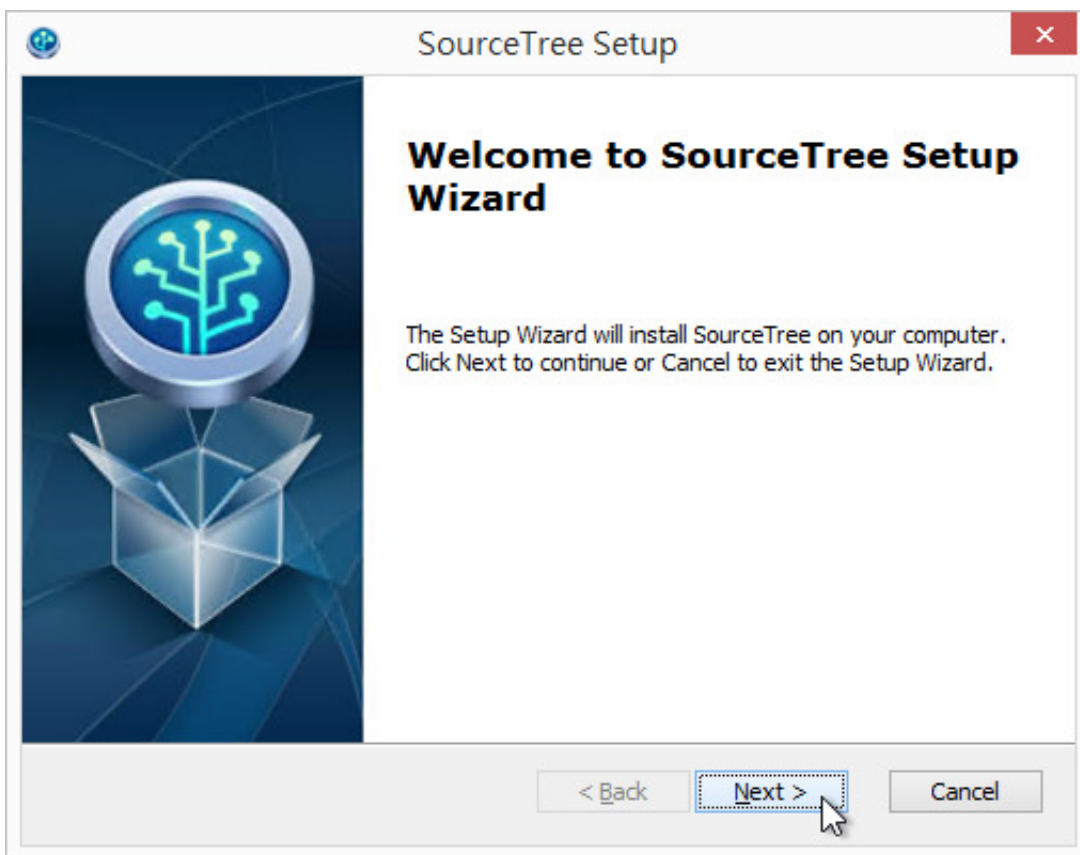 SourceTree Setup
Welcome to SourceTree Setup
Wizard
The Setup Wizard will install SourceTree on your computer.
Click Next to continue or Cancel to exit the Setup Wizard.
< Back
Next >
Cancel